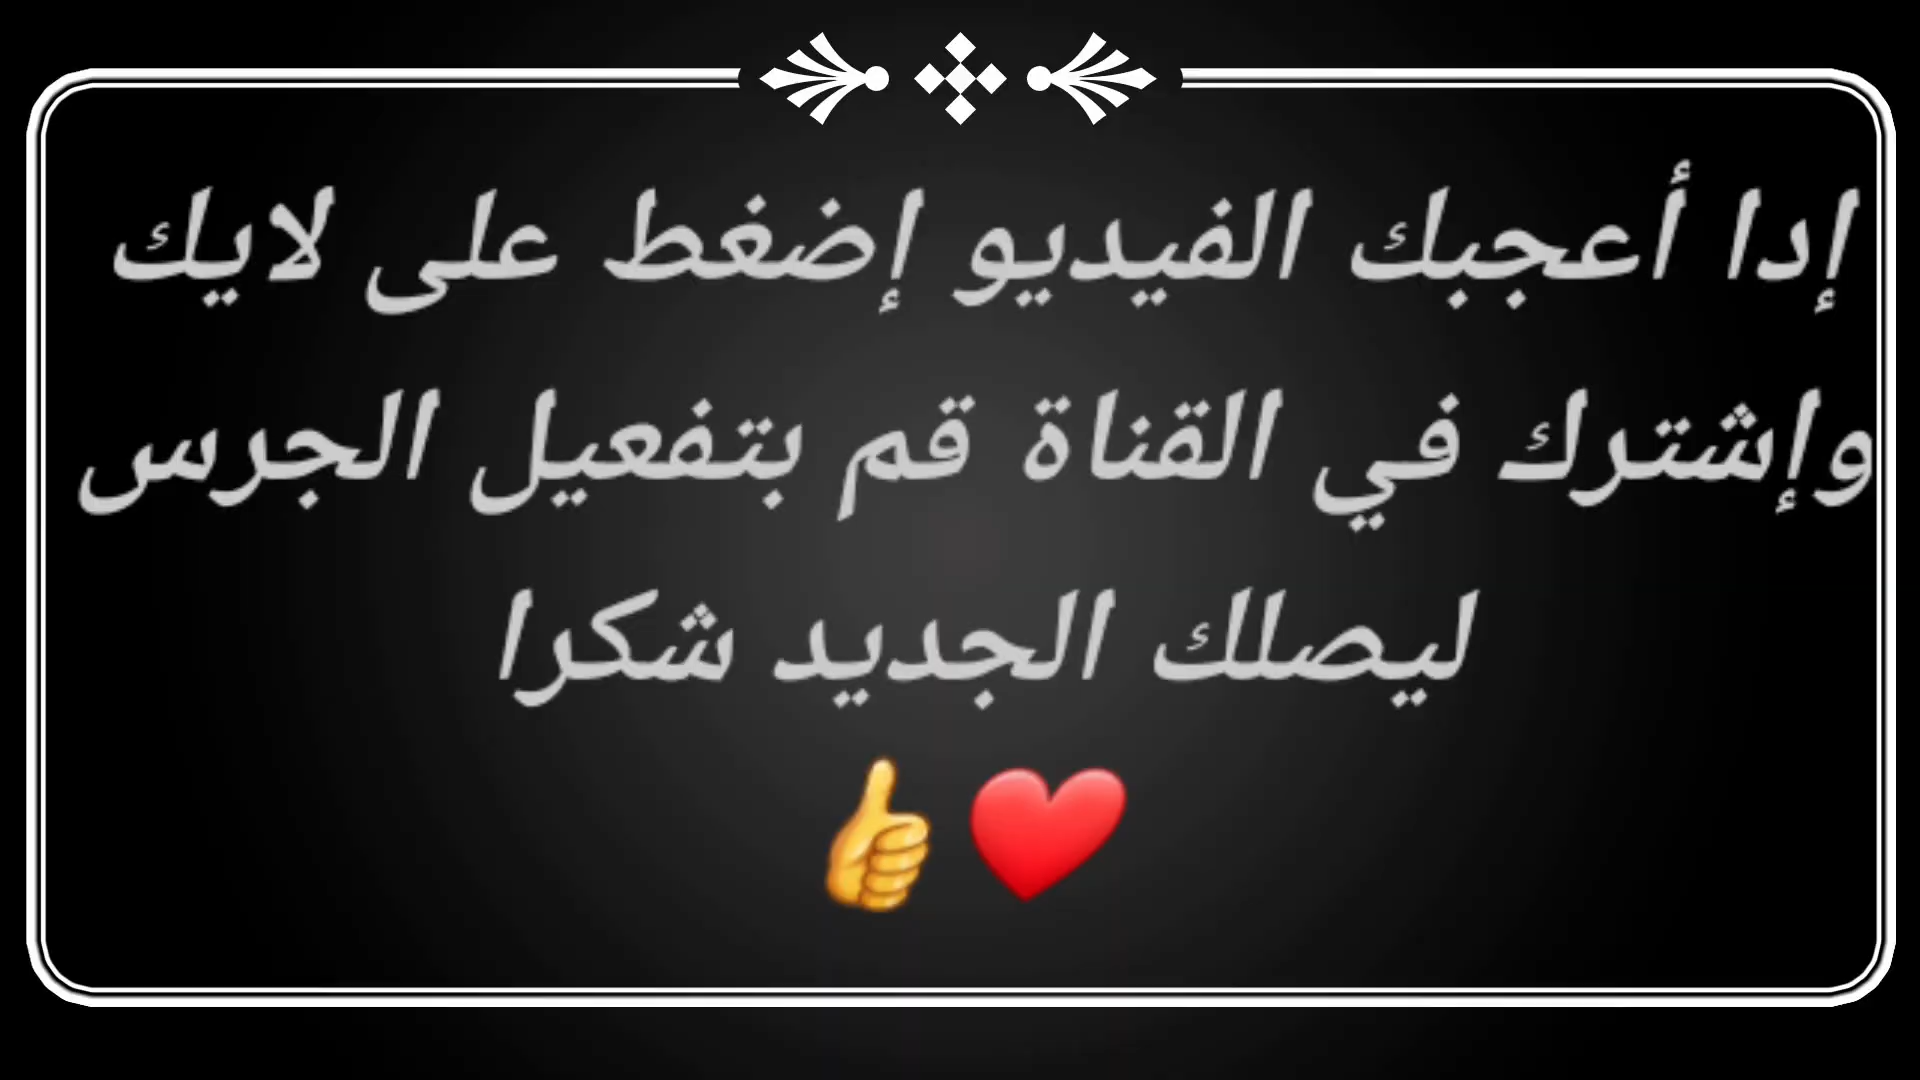 إدا أعجبك الفيديو إضغط على لايك
وإشترك في القناة قم بتفعيل الجرس
ليصلك الجديد شكرا
👍❤️